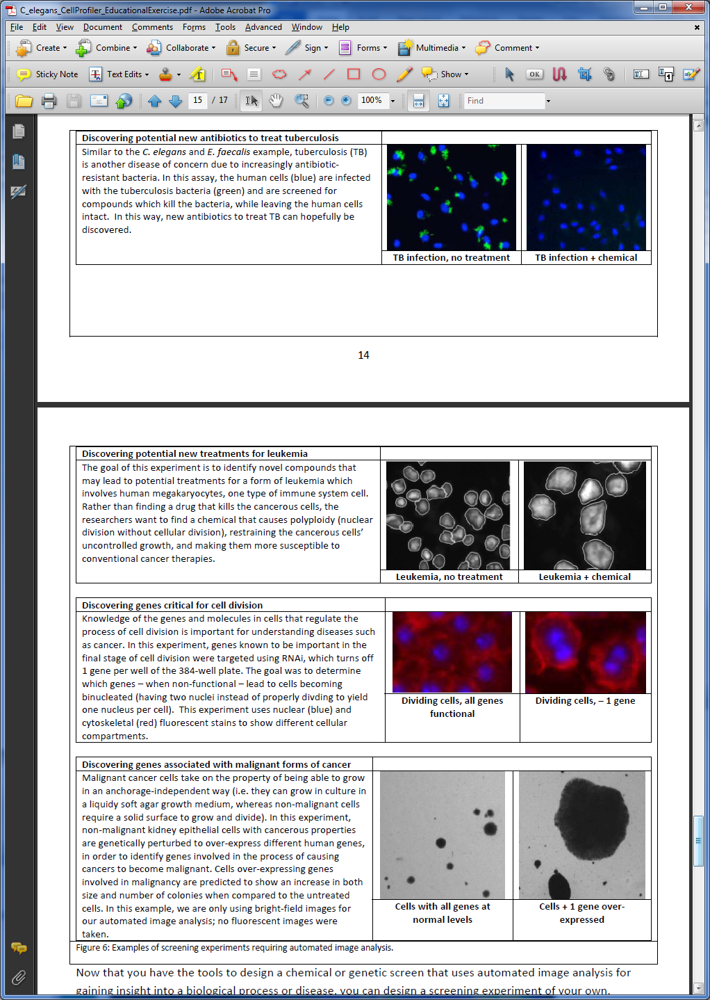 C_elegans_CellProfiler_EducationalExercise.pdf - Adobe Acrobat Pro
File Edit View Document Comments Forms Tools Advanced Window Help
Create Combine Collaborate Secure Sign Forms Multimedia Comment
Sticky Note Text Edits Show OK
15 / 17 100% Find
Discovering potential new antibiotics to treat tuberculosis
Similar to the C. elegans and E. faecalis example, tuberculosis (TB)
is another disease of concern due to increasingly antibiotic-
resistant bacteria. In this assay, the human cells (blue) are infected
with the tuberculosis bacteria (green) and are screened for
compounds which kill the bacteria, while leaving the human cells
intact.  In this way, new antibiotics to treat TB can hopefully be
discovered.
TB infection, no treatment
TB infection + chemical
14
Discovering potential new treatments for leukemia
The goal of this experiment is to identify novel compounds that
may lead to potential treatments for a form of leukemia which
involves human megakaryocytes, one type of immune system cell.
Rather than finding a drug that kills the cancerous cells, the
researchers want to find a chemical that causes polyploidy (nuclear
division without cellular division), restraining the cancerous cells'
uncontrolled growth, and making them more susceptible to
conventional cancer therapies.
Leukemia, no treatment
Leukemia + chemical
Discovering genes critical for cell division
Knowledge of the genes and molecules in cells that regulate the
process of cell division is important for understanding diseases such
as cancer. In this experiment, genes known to be important in the
final stage of cell division were targeted using RNAi, which turns off
1 gene per well of the 384-well plate. The goal was to determine
which genes – when non-functional – lead to cells becoming
binucleated (having two nuclei instead of properly divding to yield
one nucleus per cell).  This experiment uses nuclear (blue) and
cytoskeletal (red) fluorescent stains to show different cellular
compartments.
Dividing cells, all genes
functional
Dividing cells, – 1 gene
Discovering genes associated with malignant forms of cancer
Malignant cancer cells take on the property of being able to grow
in an anchorage-independent way (i.e. they can grow in culture in
a liquidy soft agar growth medium, whereas non-malignant cells
require a solid surface to grow and divide). In this experiment,
non-malignant kidney epithelial cells with cancerous properties
are genetically perturbed to over-express different human genes,
in order to identify genes involved in the process of causing
cancers to become malignant. Cells over-expressing genes
involved in malignancy are predicted to show an increase in both
size and number of colonies when compared to the untreated
cells. In this example, we are only using bright-field images for
our automated image analysis; no fluorescent images were
taken.
Cells with all genes at
normal levels
Cells + 1 gene over-
expressed
Figure 6: Examples of screening experiments requiring automated image analysis.
Now that you have the tools to design a chemical or genetic screen that uses automated image analysis for
gaining insight into a biological process or disease, you can design a screening experiment of your own.